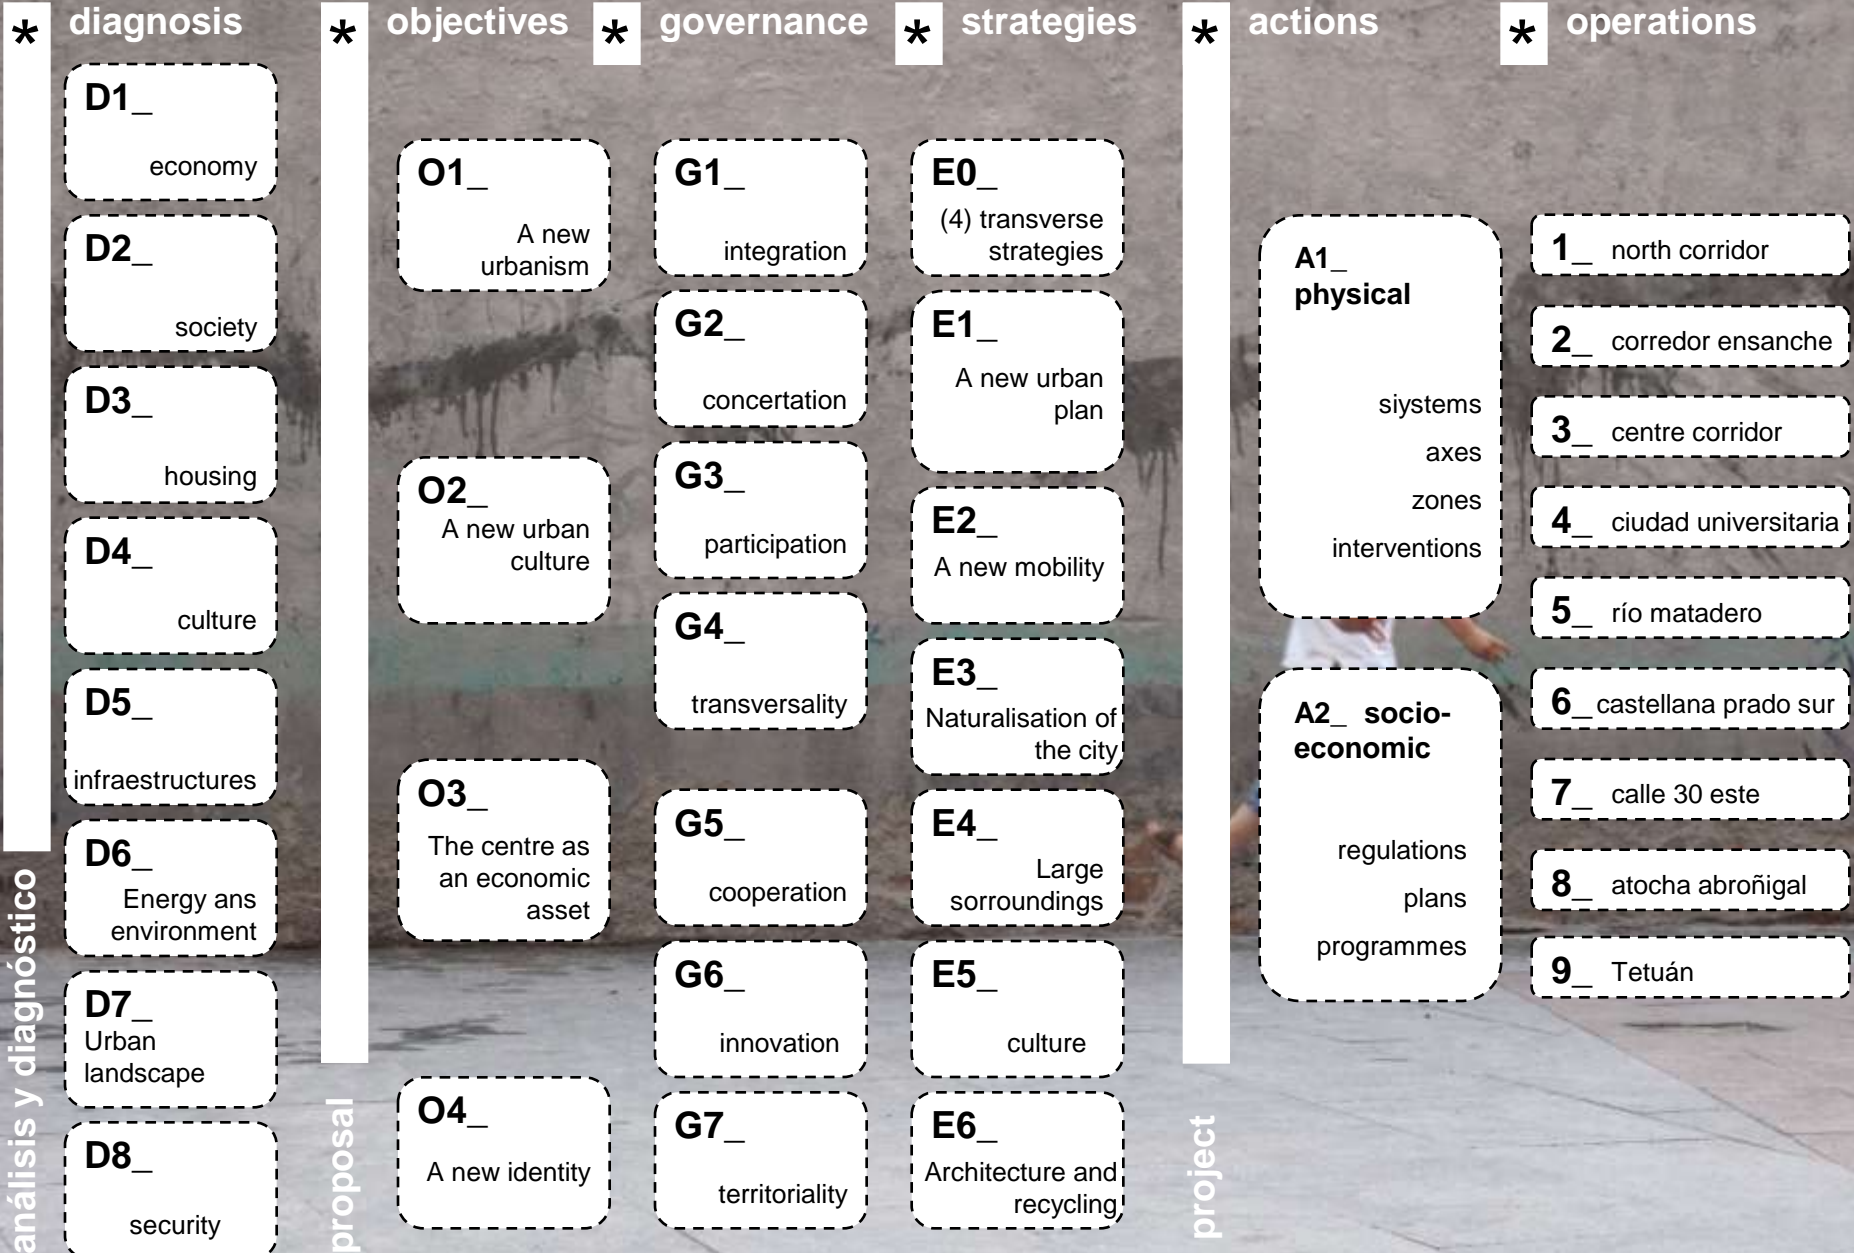 * diagnosis
* objectives
* governance
* strategies
* actions
* operations
análisis y diagnóstico
D1_
economy
D2_
society
D3_
housing
D4_
culture
D5_
infraestructures
D6_
Energy ans
environment
D7_
Urban
landscape
D8_
security
proposal
O1_
A new
urbanism
O2_
A new urban
culture
O3_
The centre as
an economic
asset
O4_
A new identity
G1_
integration
G2_
concertation
G3_
participation
G4_
transversality
G5_
cooperation
G6_
innovation
G7_
territoriality
E0_
(4) transverse
strategies
E1_
A new urban
plan
E2_
A new mobility
E3_
Naturalisation of
the city
E4_
Large
sorroundings
E5_
culture
E6_
Architecture and
recycling
project
A1_
physical
siystems
axes
zones
interventions
A2_ socio-
economic
regulations
plans
programmes
1_ north corridor
2_ corredor ensanche
3_ centre corridor
4_ ciudad universitaria
5_ río matadero
6_ castellana prado sur
7_ calle 30 este
8_ atocha abroñigal
9_ Tetuán